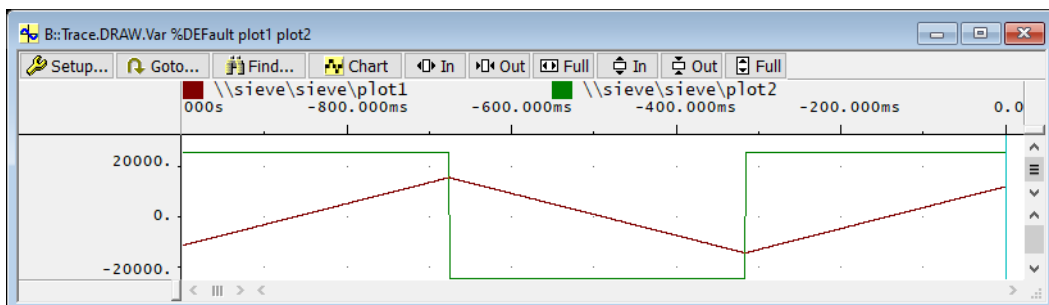 B::Trace.DRAW.Var %DEFault plot1 plot2
Setup... Goto... Find... Chart In Out Full In Out Full
\\sieve\sieve\plot1 \\sieve\sieve\plot2
000s -800.000ms -600.000ms -400.000ms -200.000ms 0.0
20000.
0.
-20000.